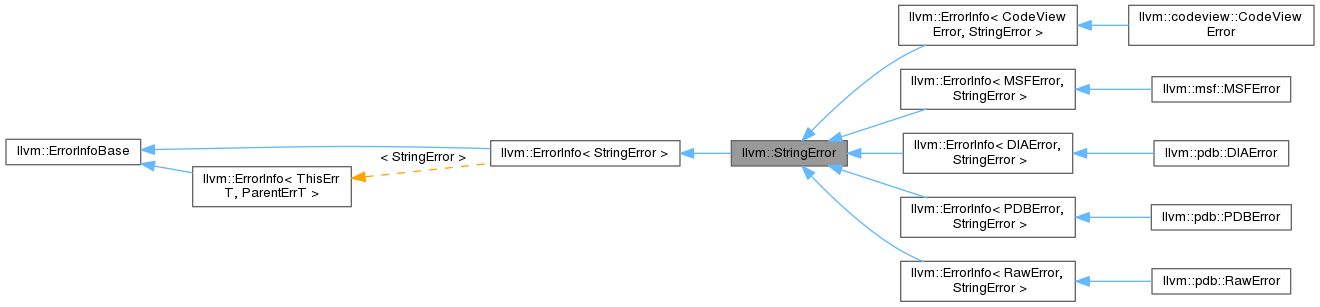 llvm::ErrorInfoBase
llvm::ErrorInfo< ThisErr
T, ParentErrT >
< StringError >
llvm::ErrorInfo< StringError >
llvm::StringError
llvm::ErrorInfo< CodeView
Error, StringError >
llvm::codeview::CodeView
Error
llvm::ErrorInfo< MSFError,
StringError >
llvm::msf::MSFError
llvm::ErrorInfo< DIAError,
StringError >
llvm::pdb::DIAError
llvm::ErrorInfo< PDBError,
StringError >
llvm::pdb::PDBError
llvm::ErrorInfo< RawError,
StringError >
llvm::pdb::RawError